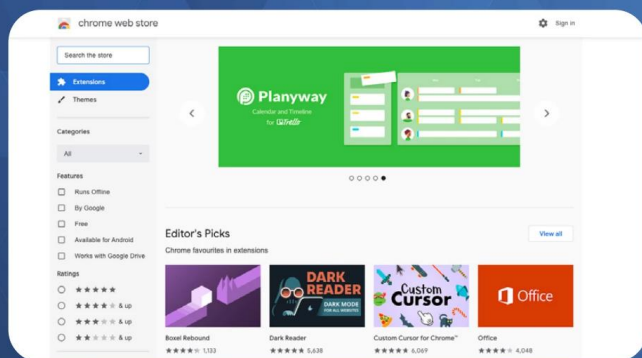 chrome web store
Sign in
Search the store
Extensions
Themes
Categories
All
Features
Runs Offline
By Google
Free
Available for Android
Works with Google Drive
Ratings
& up
& up
& up
Planyway
Calendar and Timeline
for Trello
Editor's Picks
View all
Chrome favourites in extensions
Boxel Rebound
1,133
DARK
READER
DARK MODE
FOR ALL WEBSITES
Dark Reader
5,638
Custom
Cursor
Custom Cursor for Chrome™
6,069
Office
Office
4,048